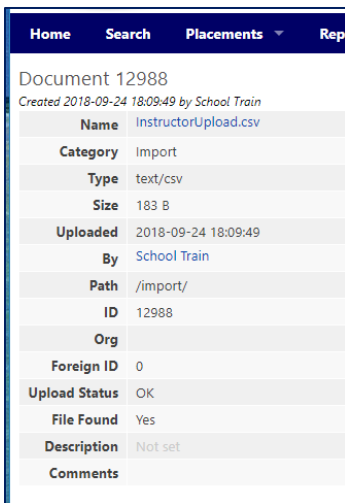 Home Search Placements Rep
Document 12988
Created 2018-09-24 18:09:49 by School Train
Name InstructorUpload.csv
Category Import
Type text/csv
Size 183 B
Uploaded 2018-09-24 18:09:49
By School Train
Path /import/
ID 12988
Org
Foreign ID 0
Upload Status OK
File Found Yes
Description Not set
Comments